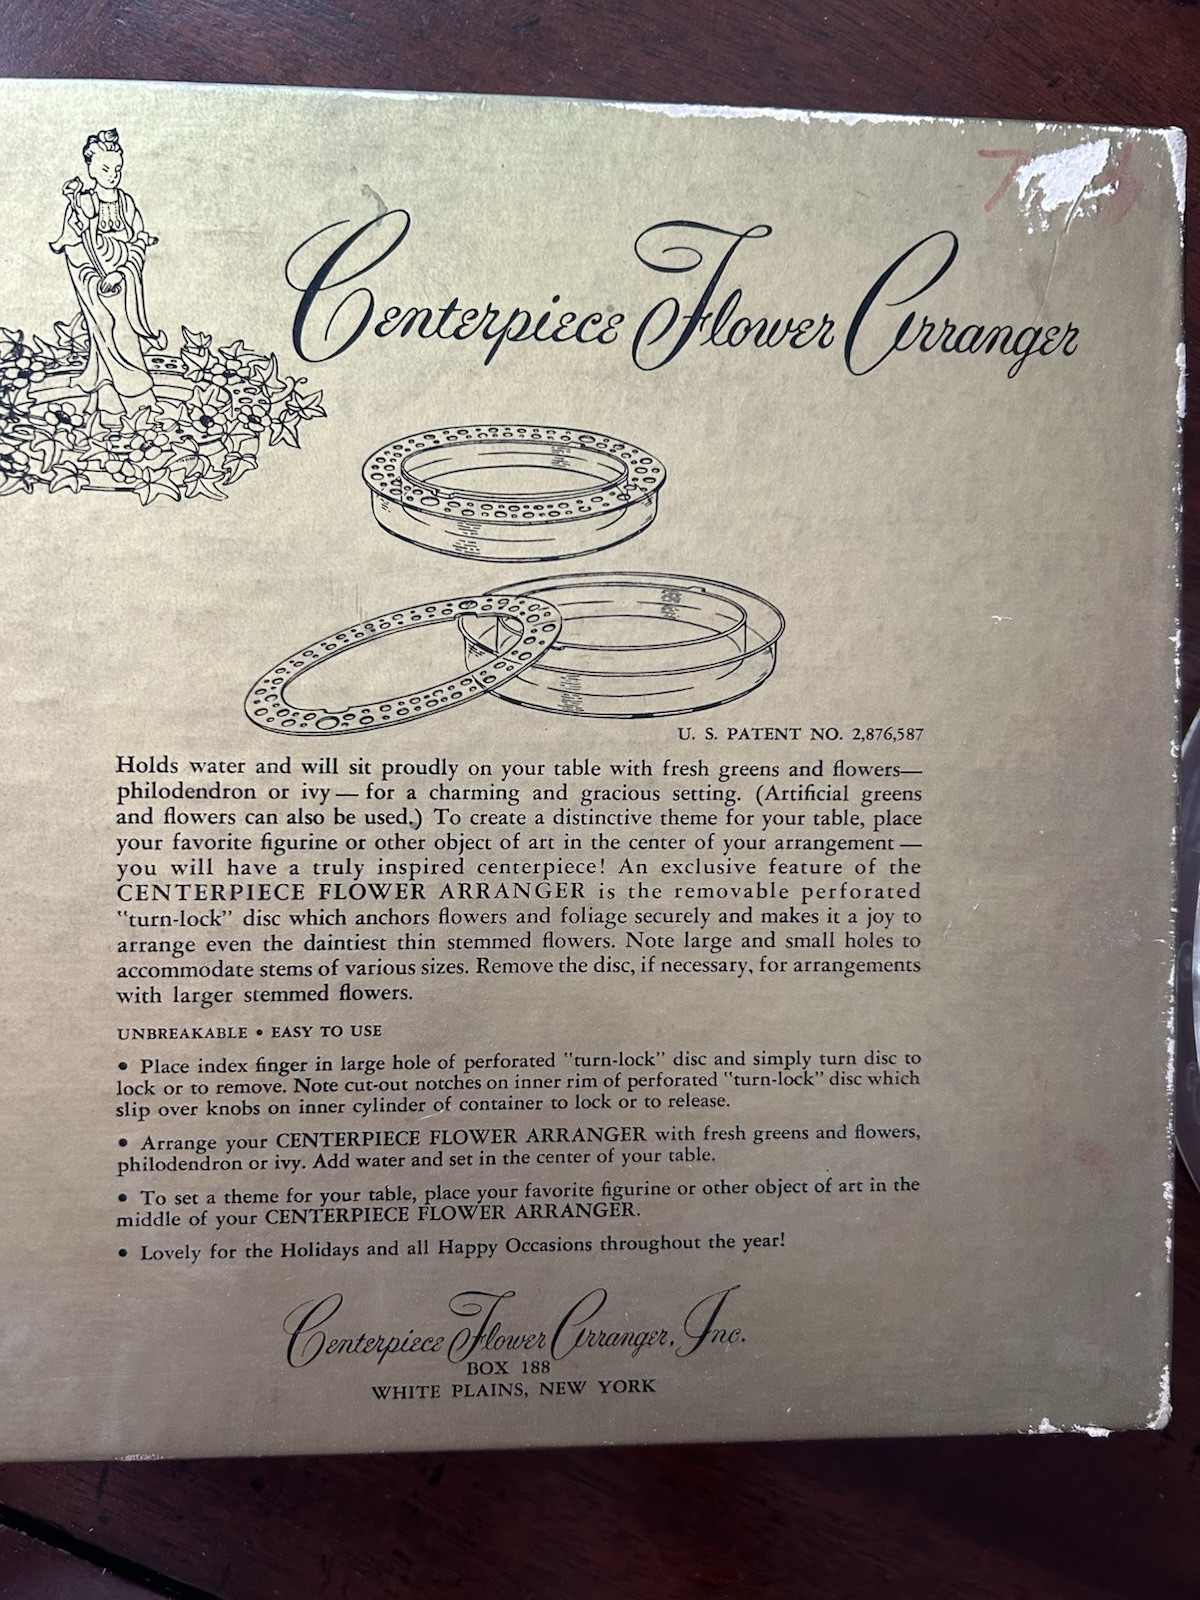 Centerpiece Flower Arranger
U. S. PATENT NO. 2,876,587
Holds water and will sit proudly on your table with fresh greens and flowers—
philodendron or ivy — for a charming and gracious setting. (Artificial greens
and flowers can also be used.) To create a distinctive theme for your table, place
your favorite figurine or other object of art in the center of your arrangement —
you will have a truly inspired centerpiece! An exclusive feature of the
CENTERPIECE FLOWER ARRANGER is the removable perforated
"turn-lock" disc which anchors flowers and foliage securely and makes it a joy to
arrange even the daintiest thin stemmed flowers. Note large and small holes to
accommodate stems of various sizes. Remove the disc, if necessary, for arrangements
with larger stemmed flowers.
UNBREAKABLE • EASY TO USE
• Place index finger in large hole of perforated "turn-lock" disc and simply turn disc to
lock or to remove. Note cut-out notches on inner rim of perforated "turn-lock" disc which
slip over knobs on inner cylinder of container to lock or to release.
• Arrange your CENTERPIECE FLOWER ARRANGER with fresh greens and flowers,
philodendron or ivy. Add water and set in the center of your table.
• To set a theme for your table, place your favorite figurine or other object of art in the
middle of your CENTERPIECE FLOWER ARRANGER.
• Lovely for the Holidays and all Happy Occasions throughout the year!
Centerpiece Flower Arranger, Inc.
BOX 188
WHITE PLAINS, NEW YORK